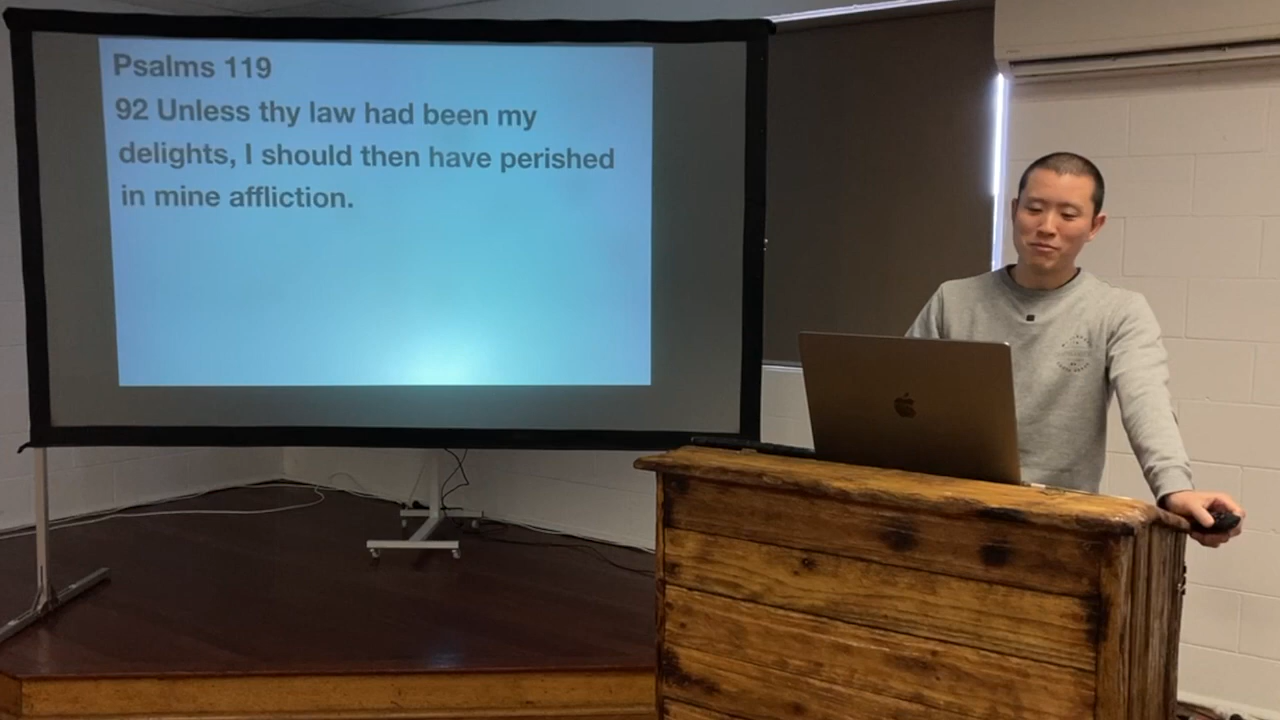 Psalms 119
92 Unless thy law had been my
delights, I should then have perished
in mine affliction.